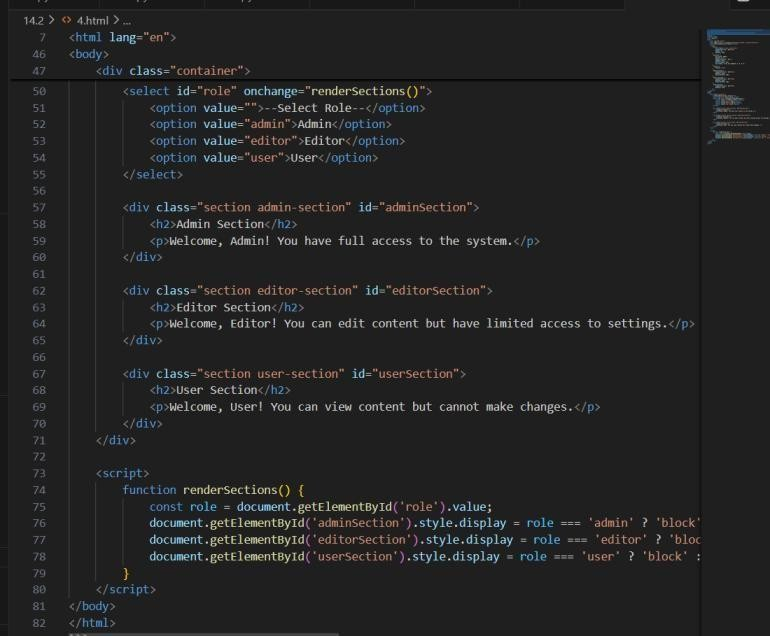 14.2 > <> 4.html > ...
7 <html lang="en">
46 <body>
47 <div class="container">
50 <select id="role" onchange="renderSections()">
51 <option value="">--Select Role--</option>
52 <option value="admin">Admin</option>
53 <option value="editor">Editor</option>
54 <option value="user">User</option>
55 </select>
56
57 <div class="section admin-section" id="adminSection">
58 <h2>Admin Section</h2>
59 <p>Welcome, Admin! You have full access to the system.</p>
60 </div>
61
62 <div class="section editor-section" id="editorSection">
63 <h2>Editor Section</h2>
64 <p>Welcome, Editor! You can edit content but have limited access to settings.</p>
65 </div>
66
67 <div class="section user-section" id="userSection">
68 <h2>User Section</h2>
69 <p>Welcome, User! You can view content but cannot make changes.</p>
70 </div>
71 </div>
72
73 <script>
74 function renderSections() {
75 const role = document.getElementById('role').value;
76 document.getElementById('adminSection').style.display = role === 'admin' ? 'block'
77 document.getElementById('editorSection').style.display = role === 'editor' ? 'bloc
78 document.getElementById('userSection').style.display = role === 'user' ? 'block' :
79 }
80 </script>
81 </body>
82 </html>